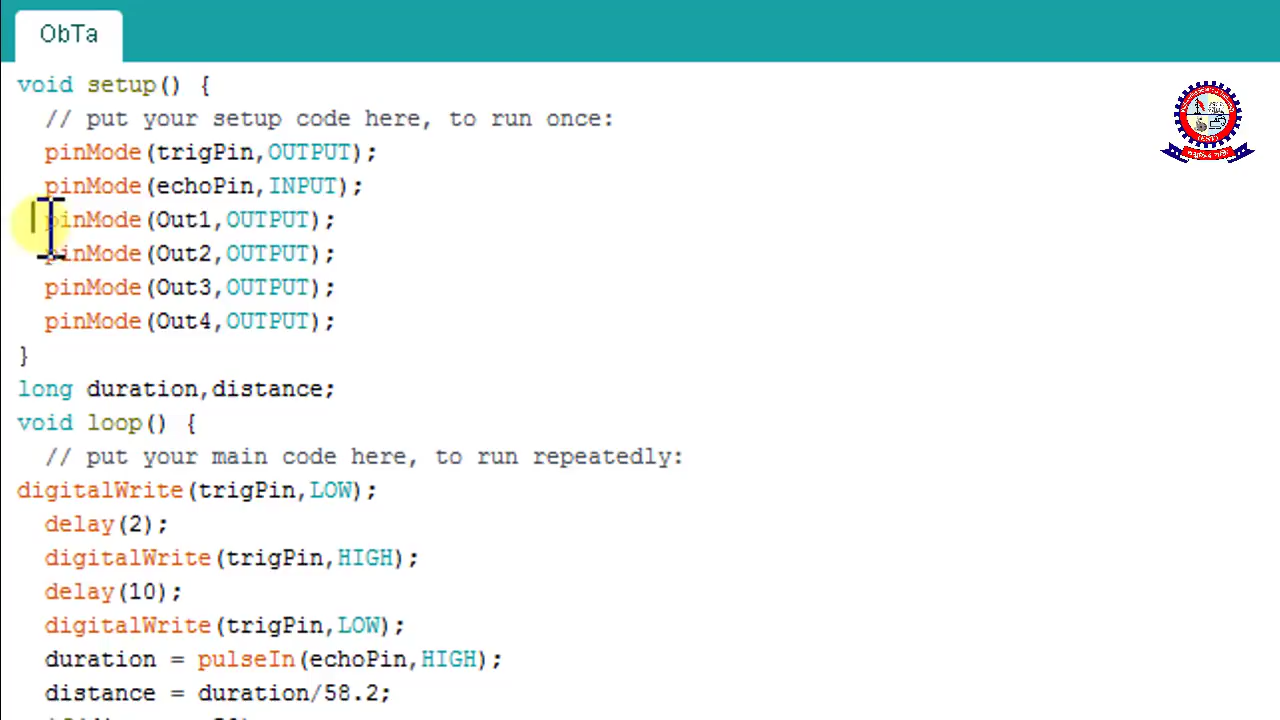 ObTa
void setup() {
// put your setup code here, to run once:
pinMode(trigPin,OUTPUT);
pinMode(echoPin,INPUT);
pinMode(Out1,OUTPUT);
pinMode(Out2,OUTPUT);
pinMode(Out3,OUTPUT);
pinMode(Out4,OUTPUT);
}
long duration,distance;
void loop() {
// put your main code here, to run repeatedly:
digitalWrite(trigPin,LOW);
delay(2);
digitalWrite(trigPin,HIGH);
delay(10);
digitalWrite(trigPin,LOW);
duration = pulseIn(echoPin,HIGH);
distance = duration/58.2;